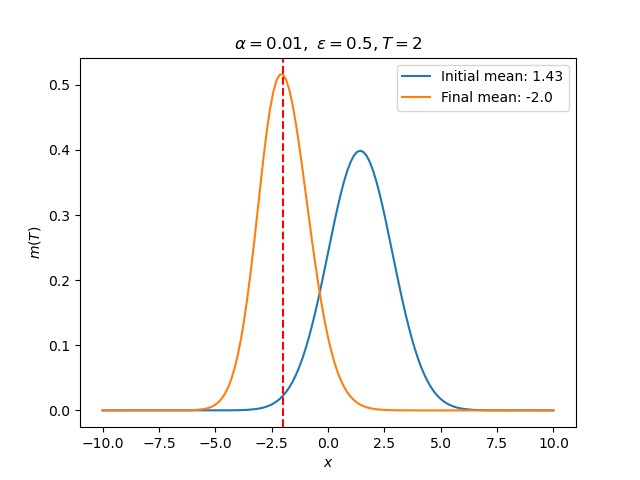 α = 0.01, ε = 0.5, T = 2
Initial mean: 1.43
Final mean: -2.0
m(T)
0.5
0.4
0.3
0.2
0.1
0.0
−10.0 −7.5 −5.0 −2.5 0.0 2.5 5.0 7.5 10.0
x